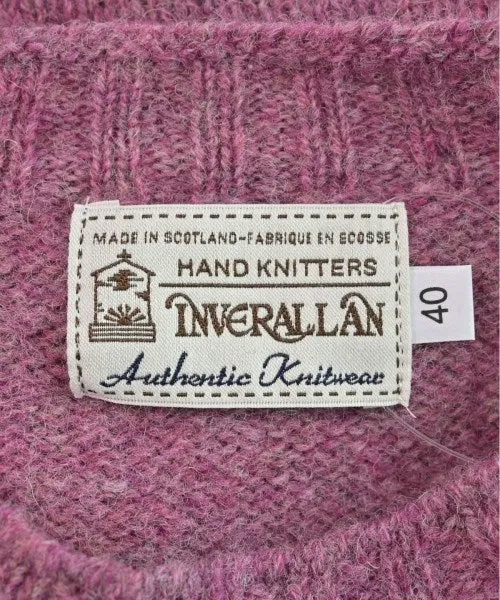 MADE IN SCOTLAND-FABRIQUE EN ECOSSE
HAND KNITTERS
INVERALLAN
Authentic Knitwear
40